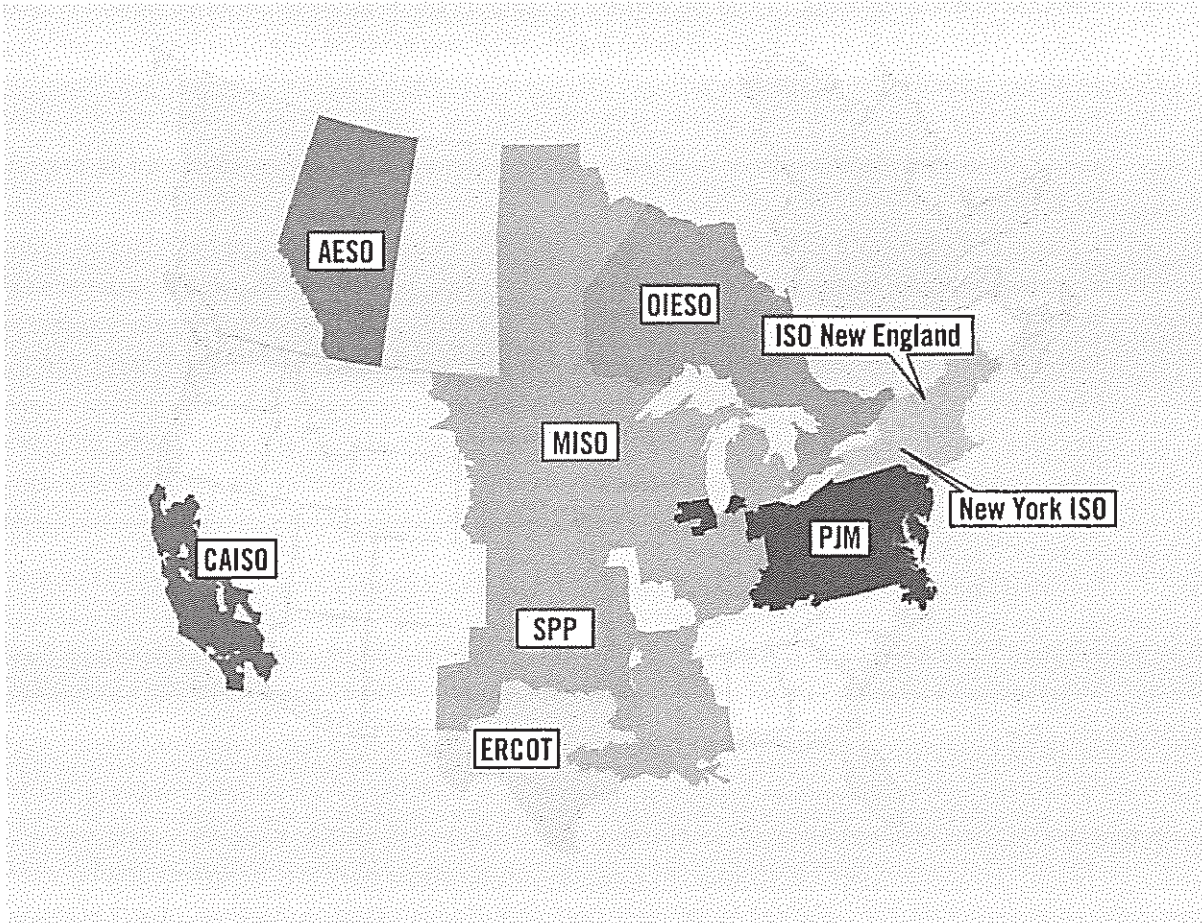 AESO
OIESO
ISO New England
MISO
New York ISO
PJM
CAISO
SPP
ERCOT